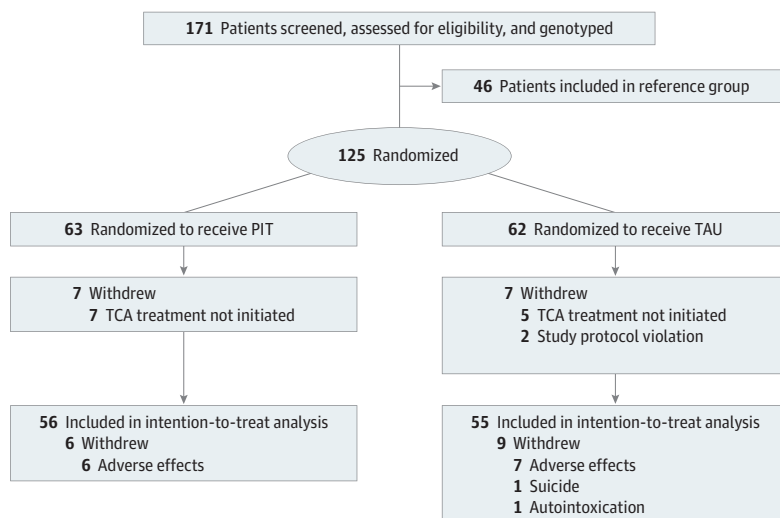 171 Patients screened, assessed for eligibility, and genotyped
46 Patients included in reference group
125 Randomized
63 Randomized to receive PIT
62 Randomized to receive TAU
7 Withdrew
7 TCA treatment not initiated
7 Withdrew
5 TCA treatment not initiated
2 Study protocol violation
56 Included in intention-to-treat analysis
6 Withdrew
6 Adverse effects
55 Included in intention-to-treat analysis
9 Withdrew
7 Adverse effects
1 Suicide
1 Autointoxication